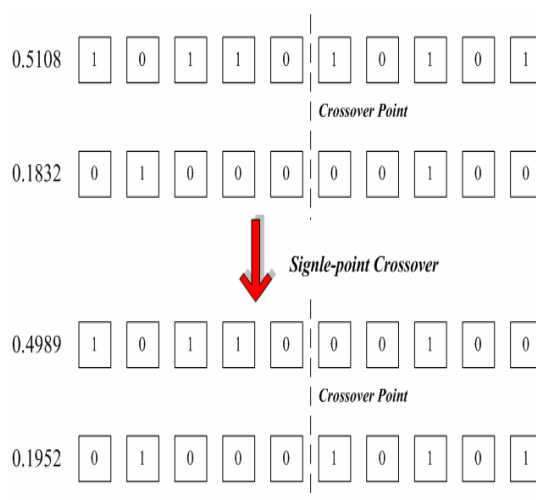 0.5108 1 0 1 1 0 1 0 1 0 1
Crossover Point
0.1832 0 1 0 0 0 0 0 1 0 0
Signle-point Crossover
0.4989 1 0 1 1 0 0 0 1 0 0
Crossover Point
0.1952 0 1 0 0 0 1 0 1 0 1